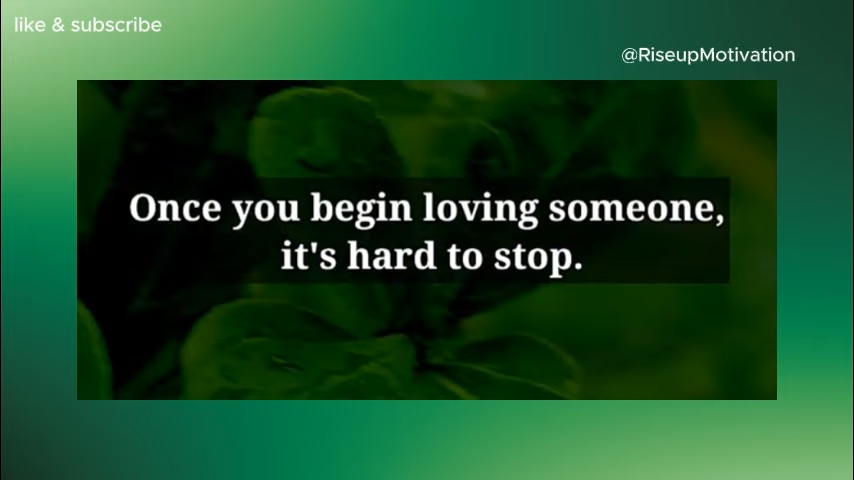 like & subscribe
@RiseupMotivation
Once you begin loving someone,
it's hard to stop.